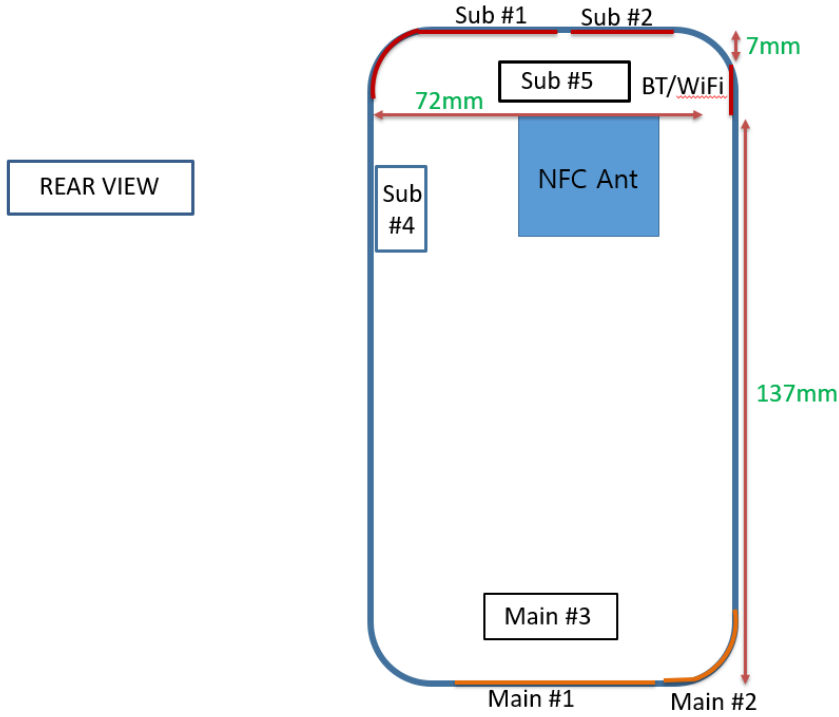 Sub #1
Sub #2
7mm
Sub #5
BT/WiFi
72mm
REAR VIEW
NFC Ant
Sub
#4
137mm
Main #3
Main #1
Main #2